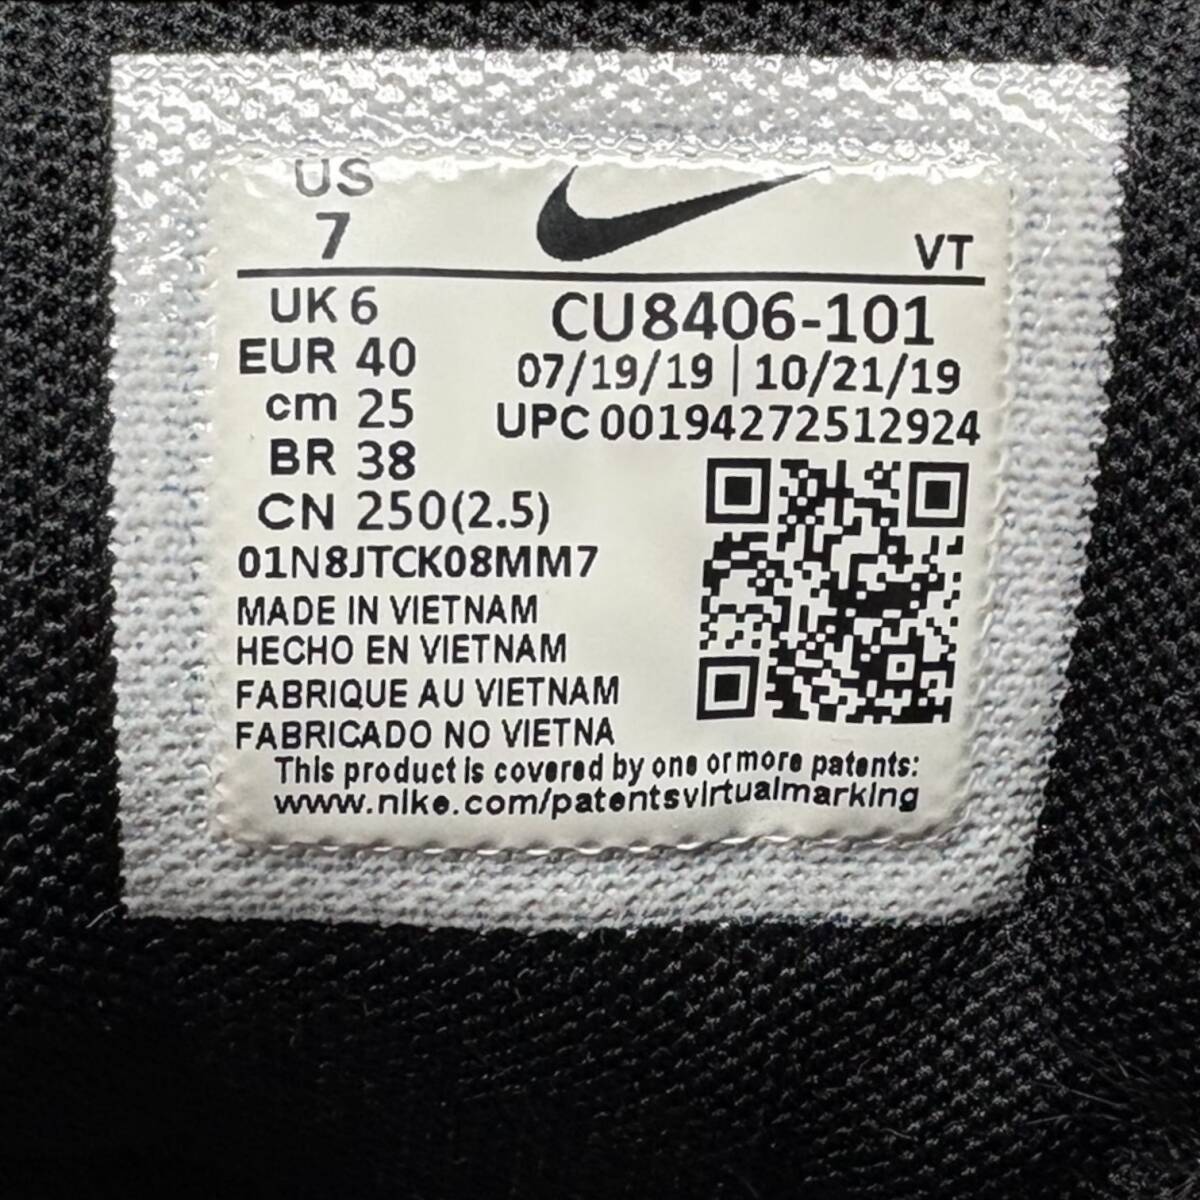 US
7
VT
UK 6
EUR 40
cm 25
BR 38
CN 250(2.5)
CU8406-101
07/19/19 | 10/21/19
UPC 00194272512924
01N8JTCK08MM7
MADE IN VIETNAM
HECHO EN VIETNAM
FABRIQUE AU VIETNAM
FABRICADO NO VIETNA
This product is covered by one or more patents:
www.nike.com/patentsvirtualmarking